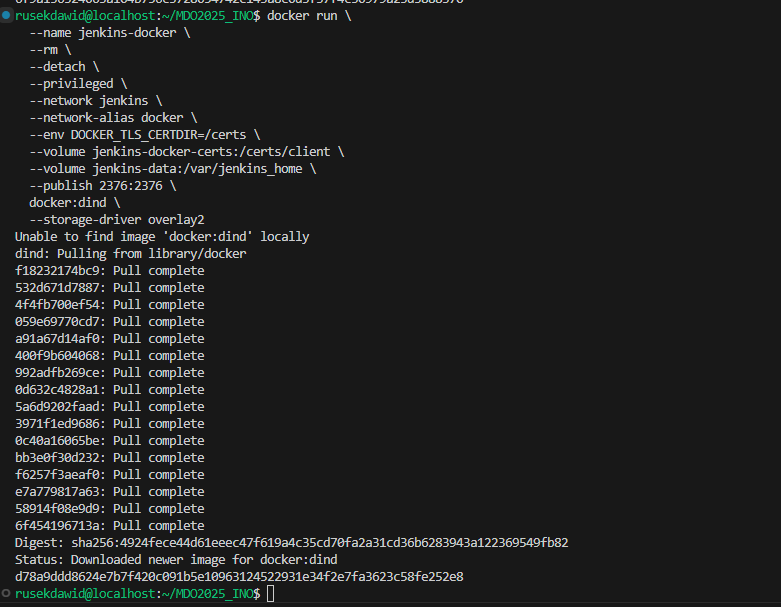 rusekdawid@localhost:~/MDO2025_INO$ docker run \
  --name jenkins-docker \
  --rm \
  --detach \
  --privileged \
  --network jenkins \
  --network-alias docker \
  --env DOCKER_TLS_CERTDIR=/certs \
  --volume jenkins-docker-certs:/certs/client \
  --volume jenkins-data:/var/jenkins_home \
  --publish 2376:2376 \
  docker:dind \
  --storage-driver overlay2
Unable to find image 'docker:dind' locally
dind: Pulling from library/docker
f18232174bc9: Pull complete
532d671d7887: Pull complete
4f4fb700ef54: Pull complete
059e69770cd7: Pull complete
a91a67d14af0: Pull complete
400f9b604068: Pull complete
992adfb269ce: Pull complete
0d632c4828a1: Pull complete
5a6d9202faad: Pull complete
3971f1ed9686: Pull complete
0c40a16065be: Pull complete
bb3e0f30d232: Pull complete
f6257f3aeaf0: Pull complete
e7a779817a63: Pull complete
58914f08e9d9: Pull complete
6f454196713a: Pull complete
Digest: sha256:4924fece44d61eeec47f619a4c35cd70fa2a31cd36b6283943a122369549fb82
Status: Downloaded newer image for docker:dind
d78a9ddd8624e7b7f420c091b5e10963124522931e34f2e7fa3623c58fe252e8
rusekdawid@localhost:~/MDO2025_INO$